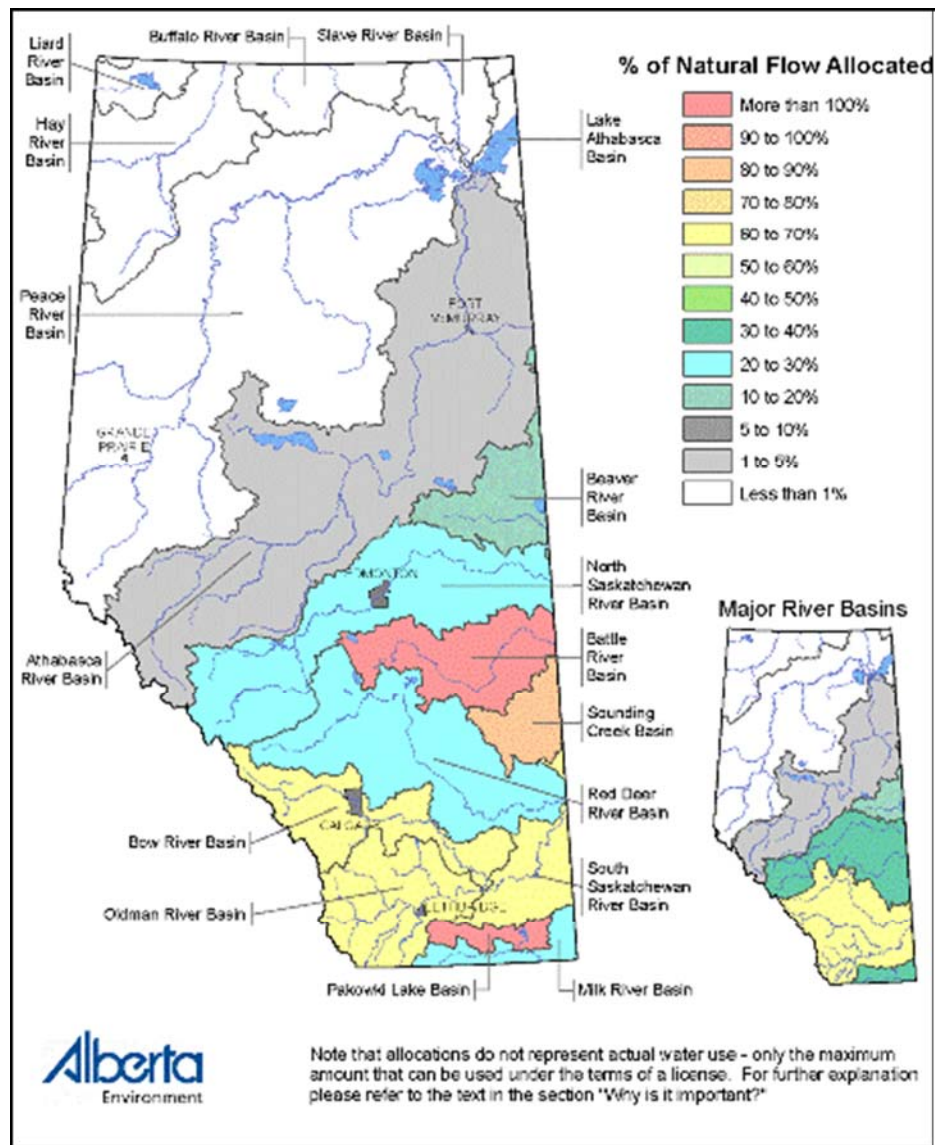 Liard
River
Basin
Buffalo River Basin
Slave River Basin
Hay
River
Basin
Lake
Athabasca
Basin
Peace
River
Basin
FORT
McMURRAY
GRANDE
PRAIRIE
Beaver
River
Basin
EDMONTON
North
Saskatchewan
River Basin
Athabasca
River Basin
Battle
River
Basin
Sounding
Creek Basin
Red Deer
River Basin
Bow River Basin
CALGARY
South
Saskatchewan
River Basin
Oldman River Basin
LETHBRIDGE
Pakowki Lake Basin
Milk River Basin
% of Natural Flow Allocated
More than 100%
90 to 100%
80 to 90%
70 to 80%
60 to 70%
50 to 60%
40 to 50%
30 to 40%
20 to 30%
10 to 20%
5 to 10%
1 to 5%
Less than 1%
Major River Basins
Alberta
Environment
Note that allocations do not represent actual water use - only the maximum
amount that can be used under the terms of a license. For further explanation
please refer to the text in the section "Why is it important?"